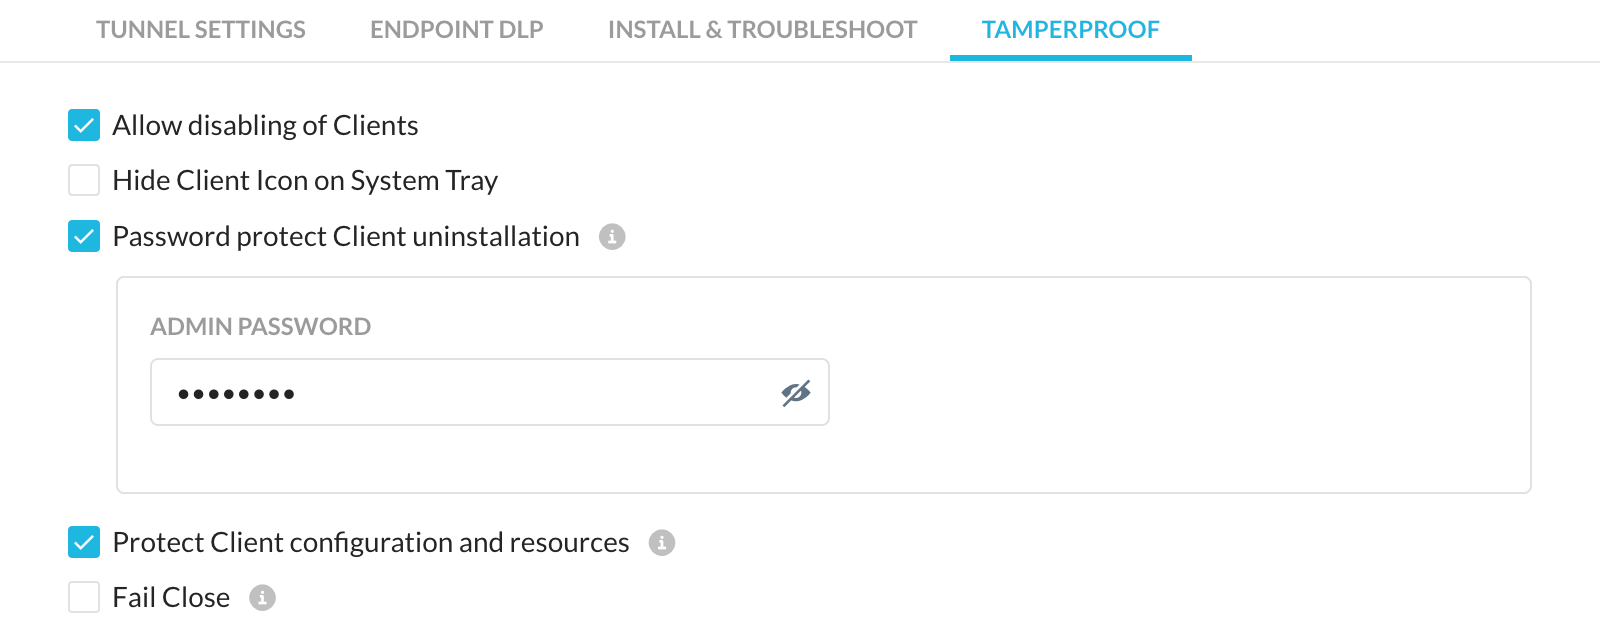 TUNNEL SETTINGS ENDPOINT DLP INSTALL & TROUBLESHOOT TAMPERPROOF
Allow disabling of Clients
Hide Client Icon on System Tray
Password protect Client uninstallation
ADMIN PASSWORD
••••••••
Protect Client configuration and resources
Fail Close